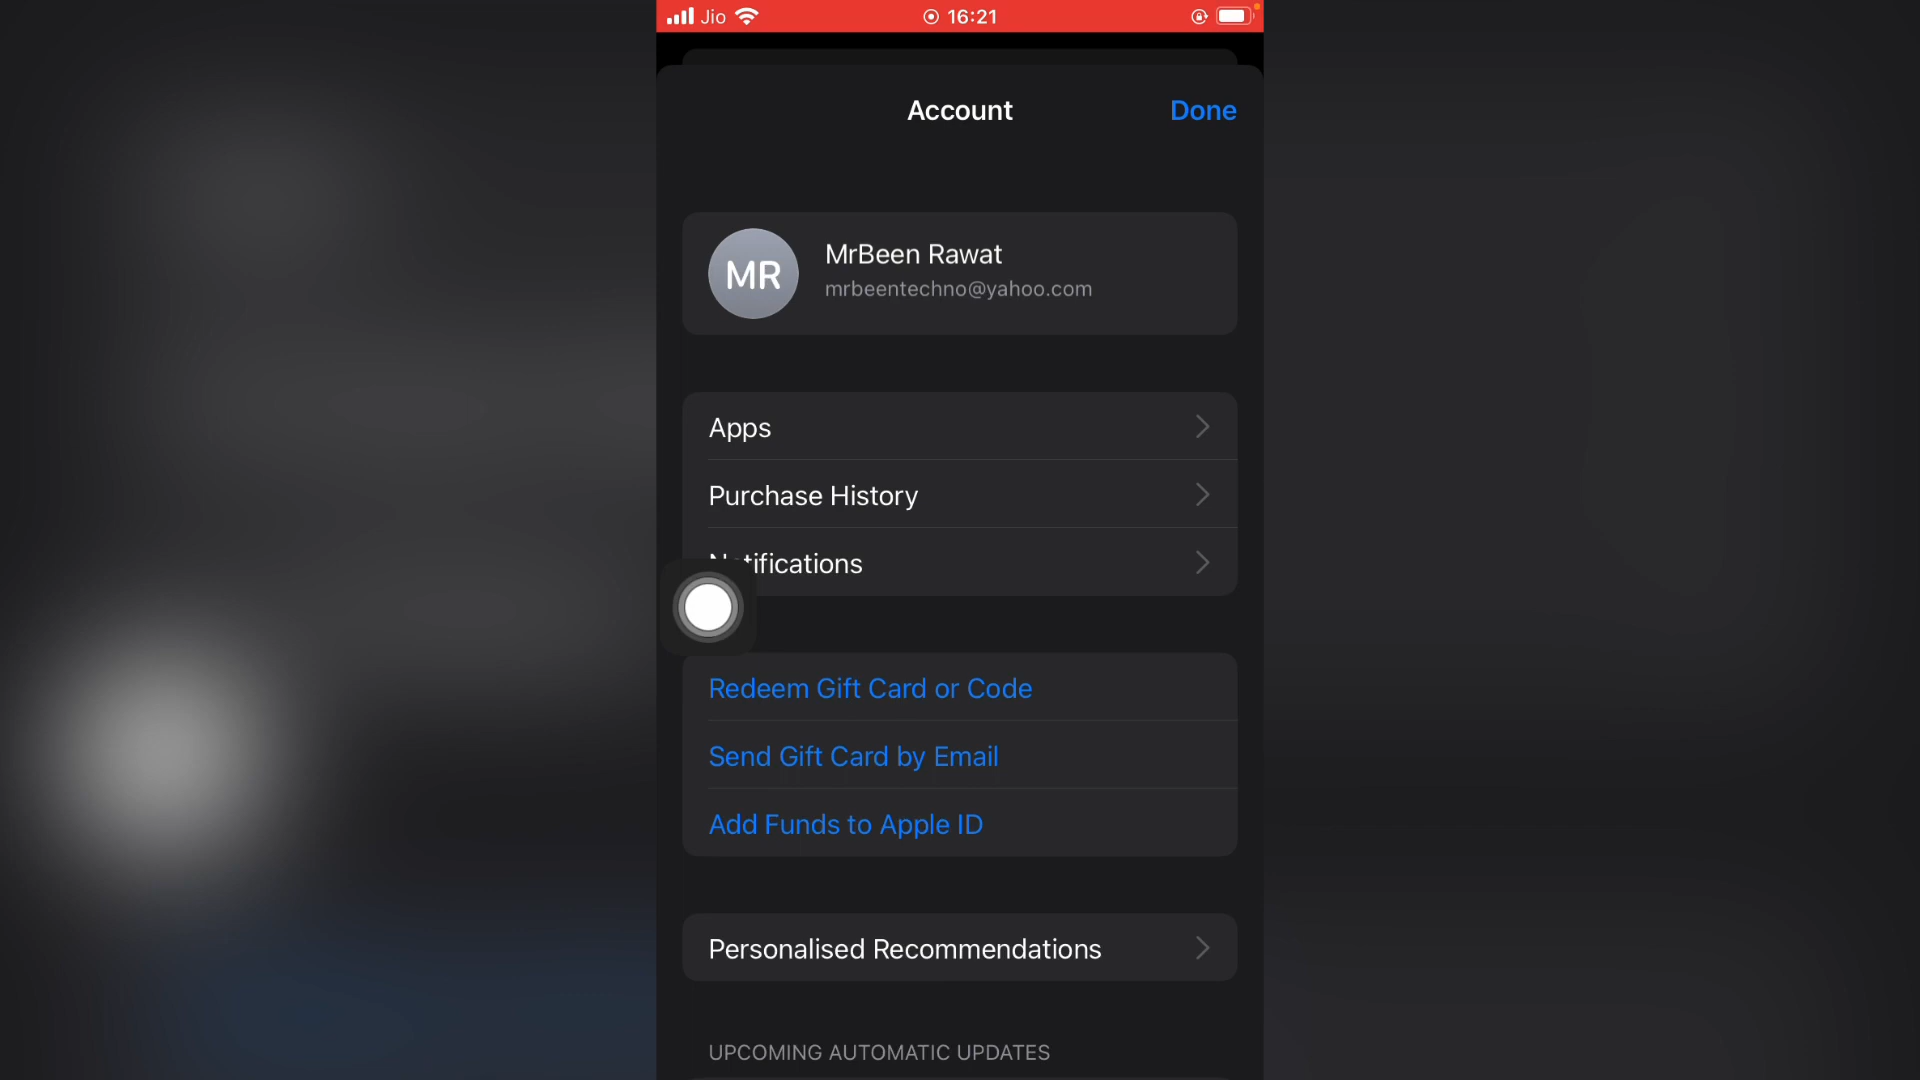 Jio 16:21
Account Done
MR
MrBeen Rawat
mrbeentechno@yahoo.com
Apps
Purchase History
Notifications
Redeem Gift Card or Code
Send Gift Card by Email
Add Funds to Apple ID
Personalised Recommendations
UPCOMING AUTOMATIC UPDATES